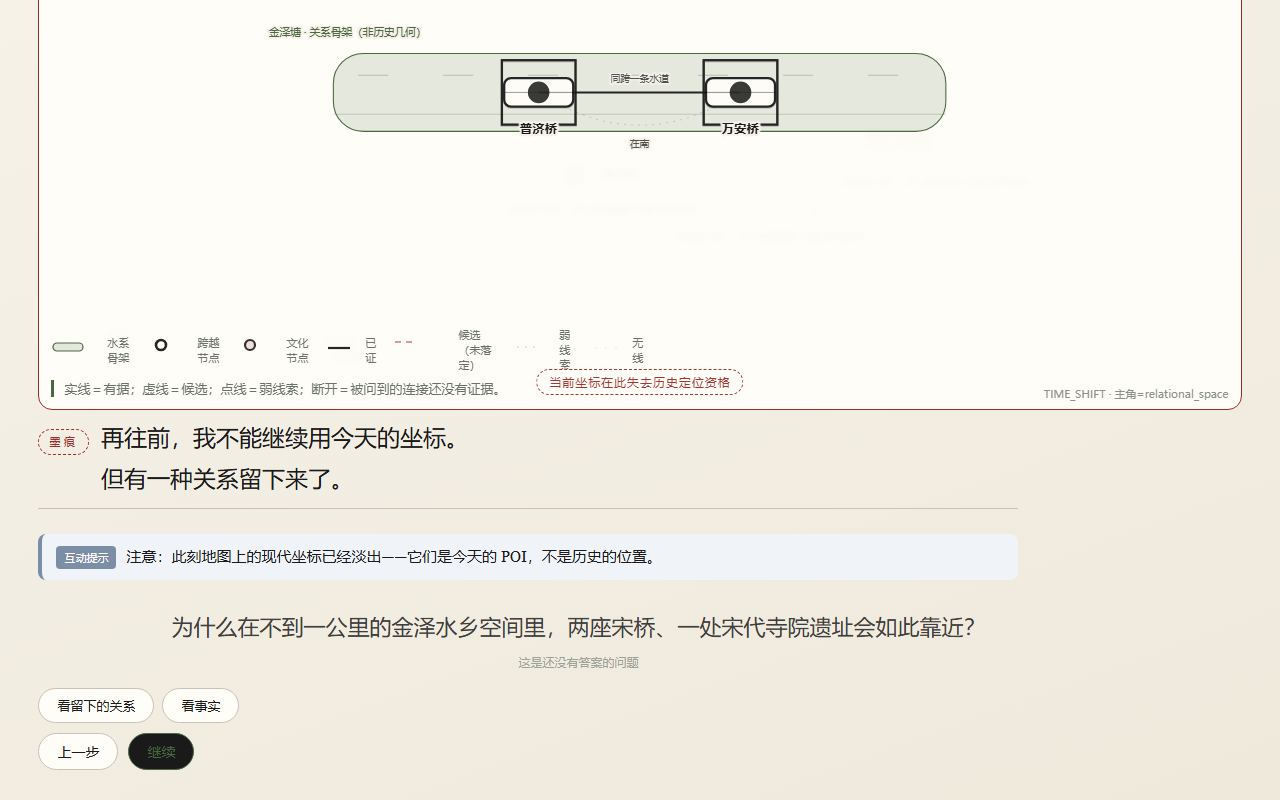 金泽塘 · 关系骨架（非历史几何）
同跨一条水道
普济桥
万安桥
在南
水系骨架
跨越节点
文化节点
已证
候选（未落定）
弱线索
无线
实线＝有据；虚线＝候选；点线＝弱线索；断开＝被问到的连接还没有证据。
当前坐标在此失去历史定位资格
TIME_SHIFT · 主角=relational_space
再往前，我不能继续用今天的坐标。
但有一种关系留下来了。
互动提示
注意：此刻地图上的现代坐标已经淡出——它们是今天的 POI，不是历史的位置。
为什么在不到一公里的金泽水乡空间里，两座宋桥、一处宋代寺院遗址会如此靠近？
这是还没有答案的问题
看留下的关系
看事实
上一步
继续